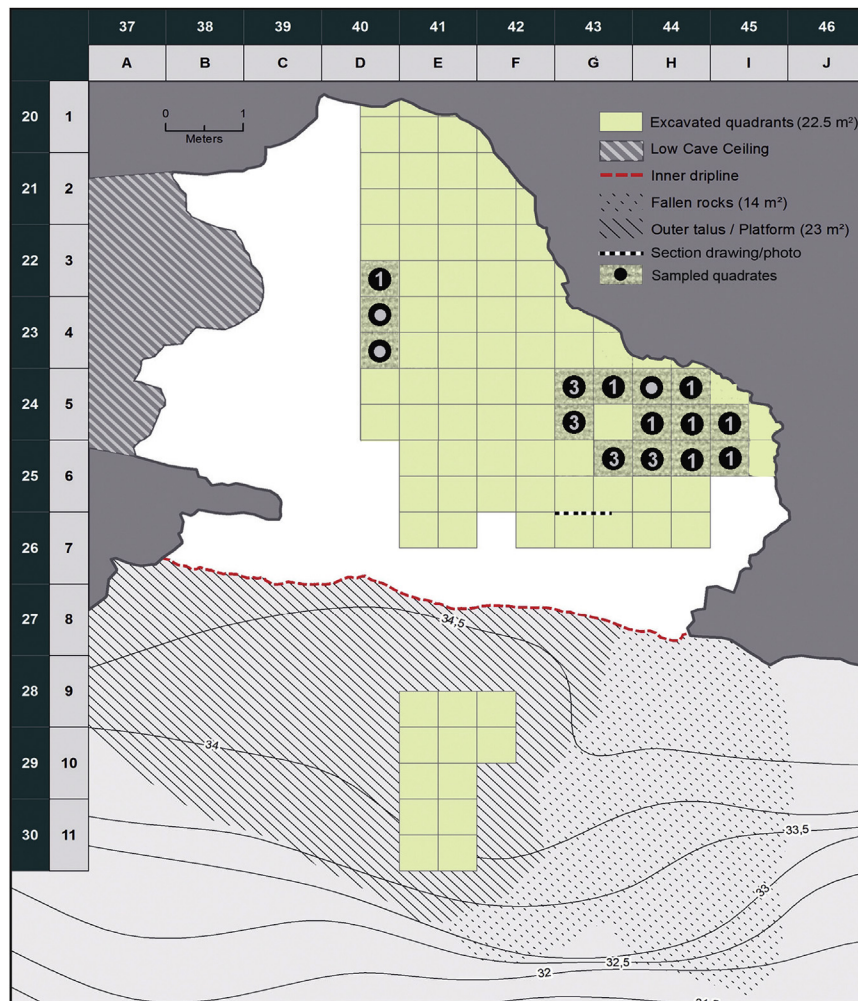 37 38 39 40 41 42 43 44 45 46
A B C D E F G H I J
20 1
0 1
Meters
Excavated quadrants (22.5 m²)
Low Cave Ceiling
21 2
Inner dripline
Fallen rocks (14 m²)
Outer talus / Platform (23 m²)
22 3
Section drawing/photo
1
Sampled quadrates
23 4
24 5
3 1 1
3 1 1 1
25 6
3 3 1 1
26 7
27 8
34,5
28 9
34
29 10
30 11
33,5
33
32,5
32